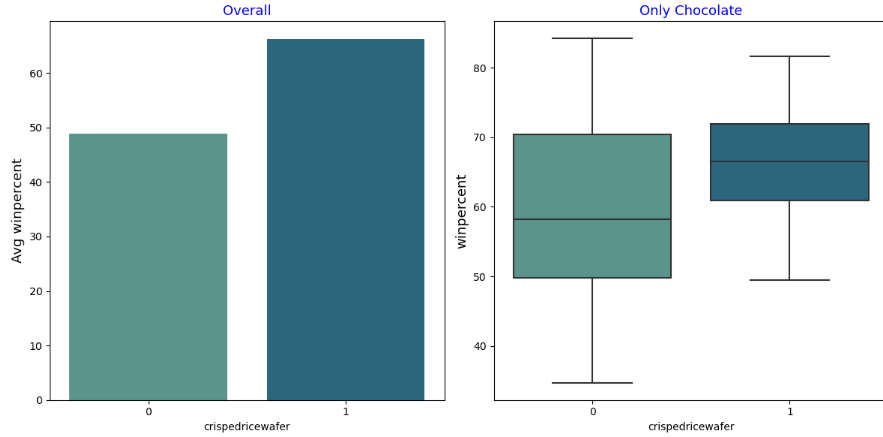 Overall
Avg winpercent
60
50
40
30
20
10
0
0
1
crispedricewafer
Only Chocolate
winpercent
80
70
60
50
40
0
1
crispedricewafer